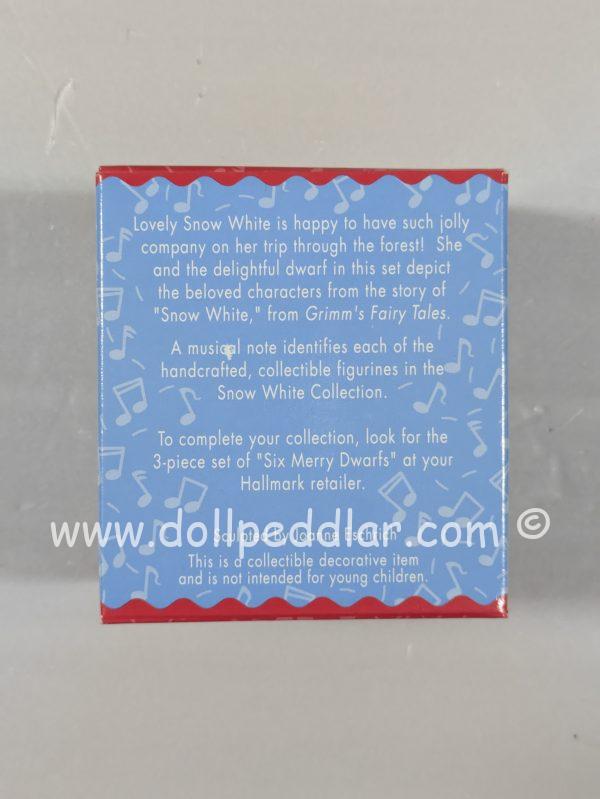 Lovely Snow White is happy to have such jolly
company on her trip through the forest! She
and the delightful dwarf in this set depict
the beloved characters from the story of
"Snow White," from Grimm's Fairy Tales.
A musical note identifies each of the
handcrafted, collectible figurines in the
Snow White Collection.
To complete your collection, look for the
3-piece set of "Six Merry Dwarfs" at your
Hallmark retailer.
www.dollpeddlar.com ©
Sculpted By Joanne Eschrich
This is a collectible decorative item
and is not intended for young children.